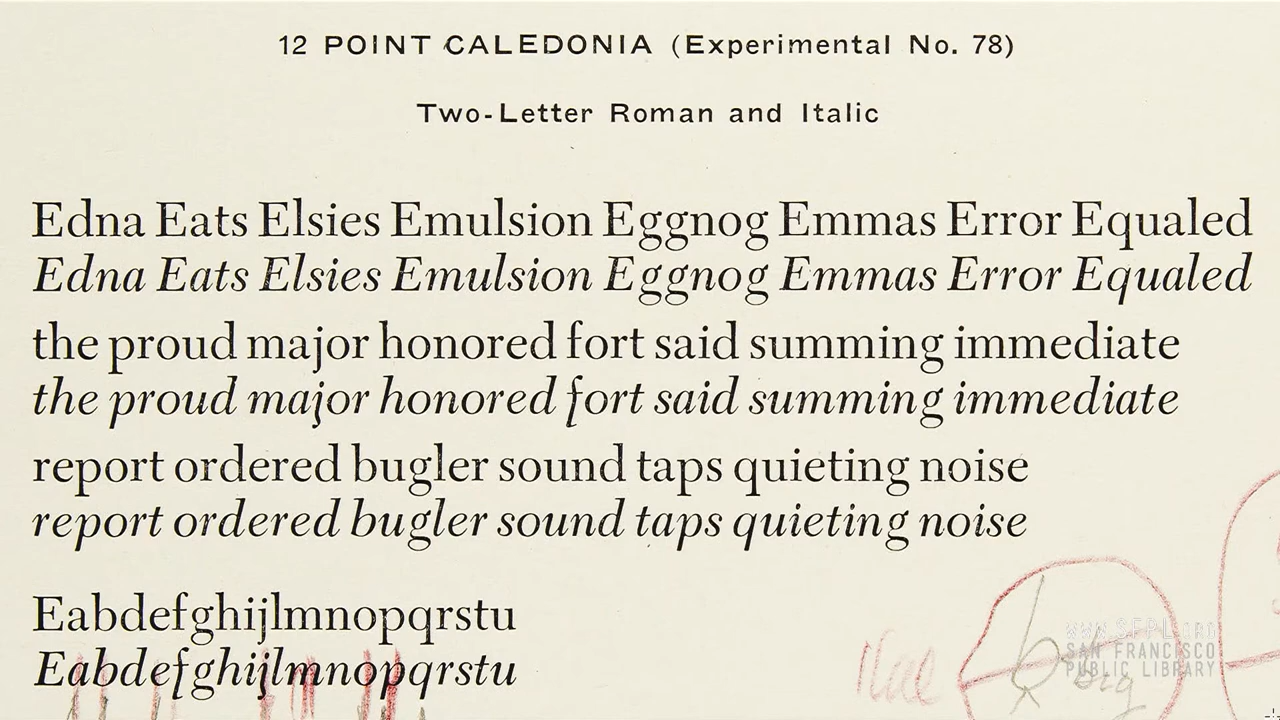 12 POINT CALEDONIA (Experimental No. 78)
Two-Letter Roman and Italic
Edna Eats Elsies Emulsion Eggnog Emmas Error Equaled
Edna Eats Elsies Emulsion Eggnog Emmas Error Equaled
the proud major honored fort said summing immediate
the proud major honored fort said summing immediate
report ordered bugler sound taps quieting noise
report ordered bugler sound taps quieting noise
Eabdefghijlmnopqrstu
Eabdefghijlmnopqrstu
b
WWW.SFPL.ORG
SAN FRANCISCO
PUBLIC LIBRARY